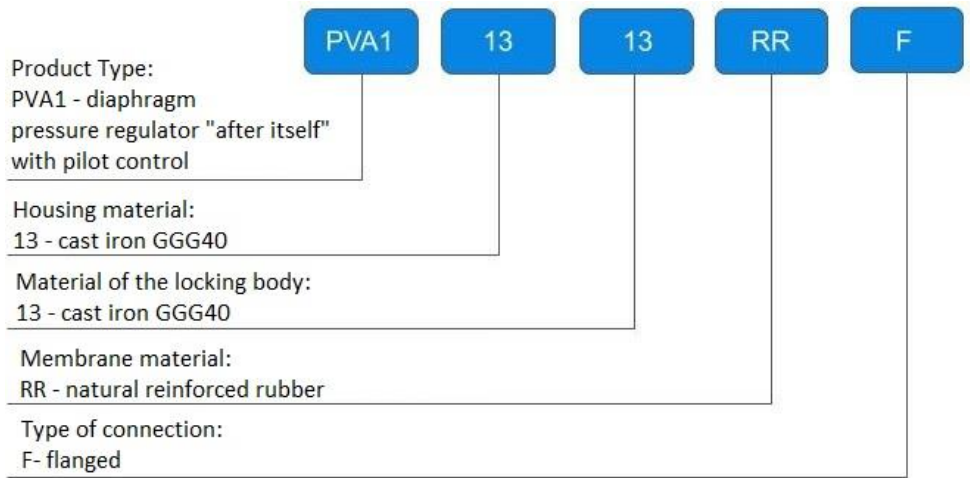 PVA1 13 13 RR F
Product Type:
PVA1 - diaphragm
pressure regulator "after itself"
with pilot control
Housing material:
13 - cast iron GGG40
Material of the locking body:
13 - cast iron GGG40
Membrane material:
RR - natural reinforced rubber
Type of connection:
F- flanged